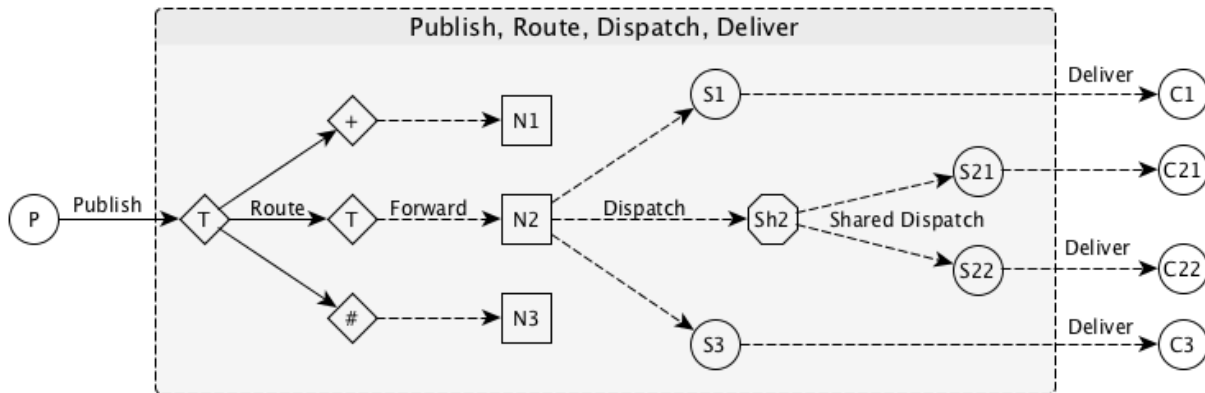 Publish, Route, Dispatch, Deliver
S1
Deliver
C1
+
N1
S21
C21
P
Publish
T
Route
T
Forward
N2
Dispatch
Sh2
Shared Dispatch
S22
Deliver
C22
#
N3
S3
Deliver
C3